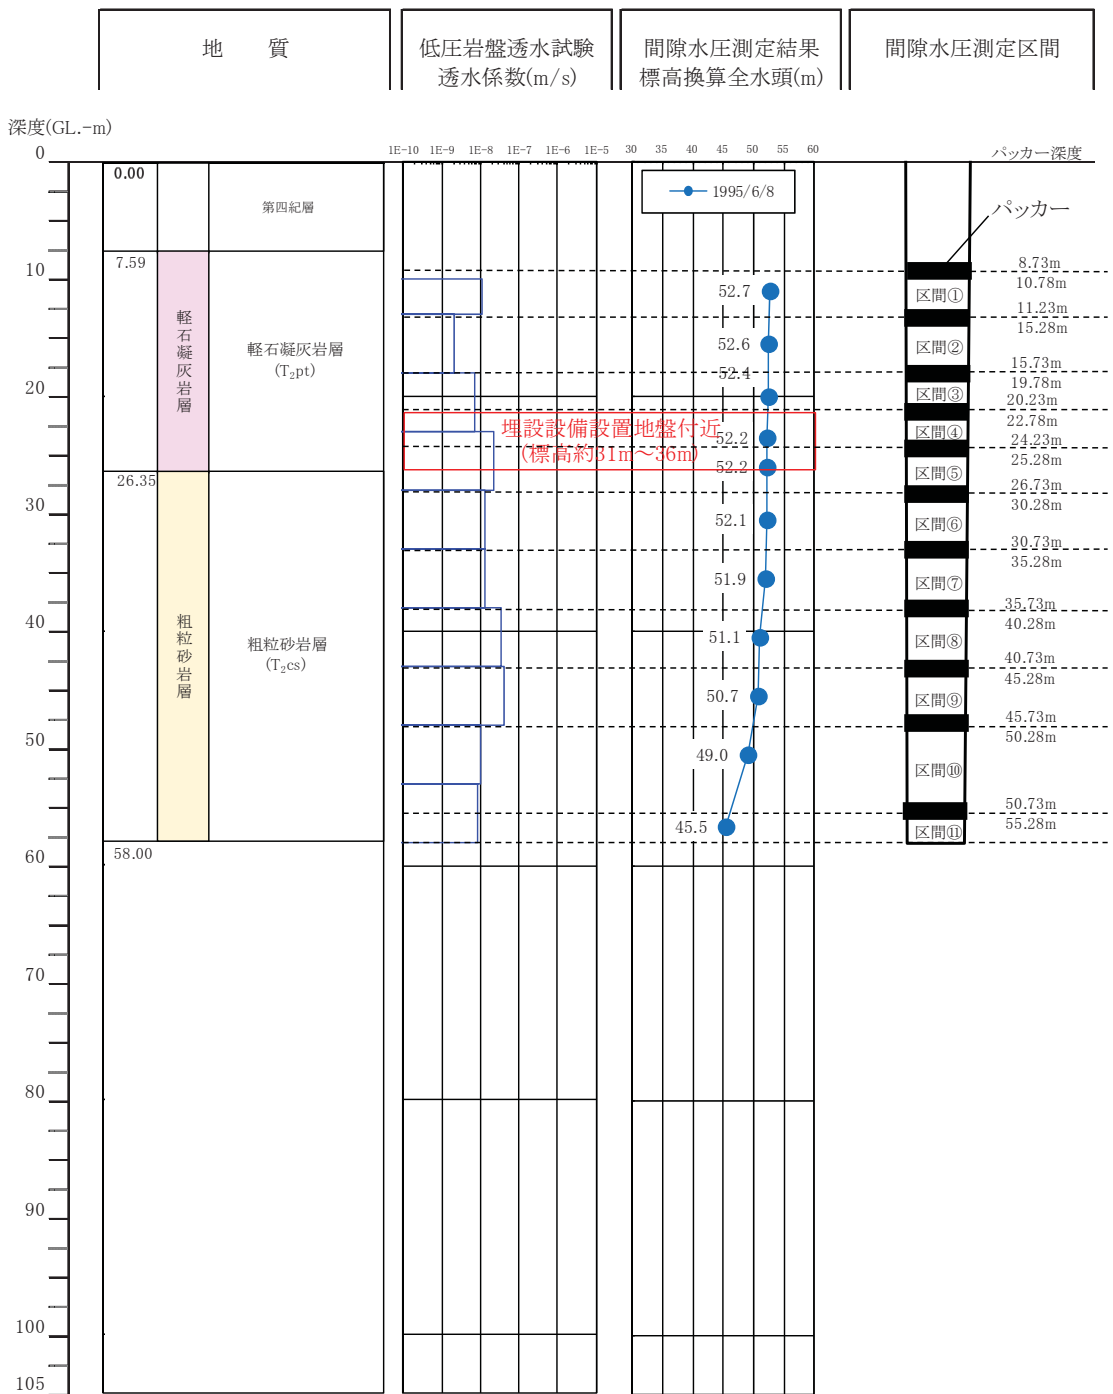 地　質
低圧岩盤透水試験
透水係数(m/s)
間隙水圧測定結果
標高換算全水頭(m)
間隙水圧測定区間
深度(GL.-m)
0
10
20
30
40
50
60
70
80
90
100
105
0.00
7.59
26.35
58.00
軽石凝灰岩層
粗粒砂岩層
第四紀層
軽石凝灰岩層
(T₂pt)
粗粒砂岩層
(T₂cs)
1E-10 1E-9 1E-8 1E-7 1E-6 1E-5
30 35 40 45 50 55 60
1995/6/8
52.7
52.6
52.4
52.2
52.2
52.1
51.9
51.1
50.7
49.0
45.5
埋設設備設置地盤付近
(標高約31m～36m)
パッカー深度
パッカー
区間①
区間②
区間③
区間④
区間⑤
区間⑥
区間⑦
区間⑧
区間⑨
区間⑩
区間⑪
8.73m
10.78m
11.23m
15.28m
15.73m
19.78m
20.23m
22.78m
24.23m
25.28m
26.73m
30.28m
30.73m
35.28m
35.73m
40.28m
40.73m
45.28m
45.73m
50.28m
50.73m
55.28m